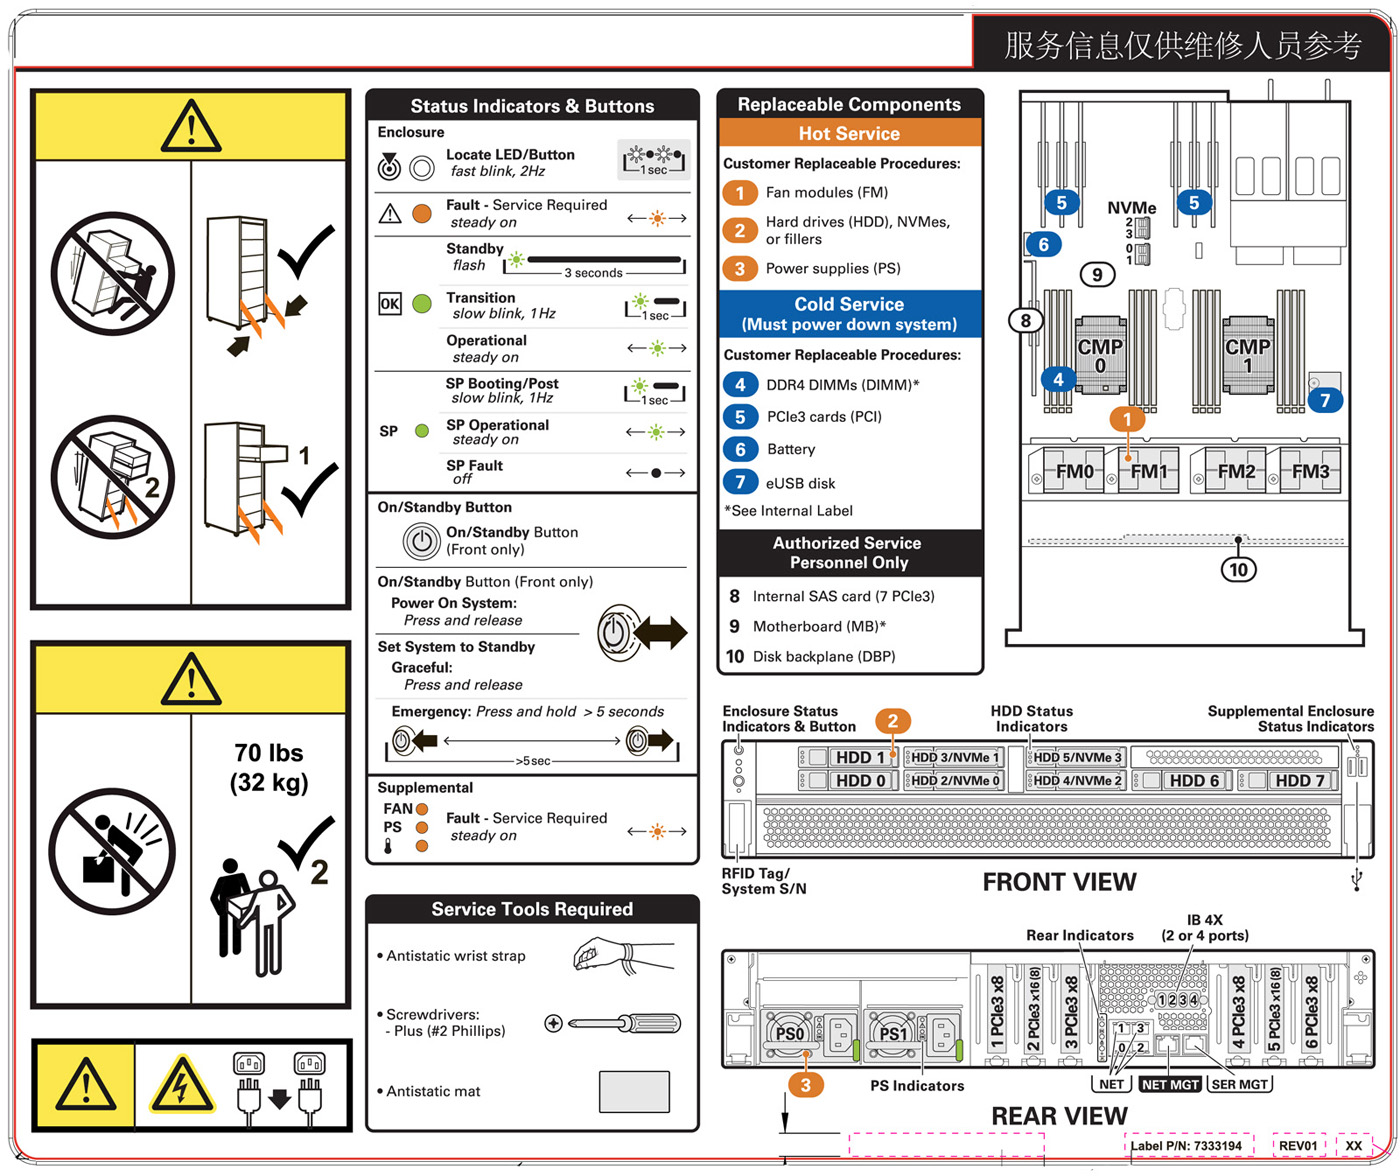 服务信息仅供维修人员参考
2
1
70 lbs
(32 kg)
2
Status Indicators & Buttons
Enclosure
Locate LED/Button
fast blink, 2Hz
1 sec
Fault - Service Required
steady on
Standby
flash
3 seconds
OK
Transition
slow blink, 1Hz
1 sec
Operational
steady on
SP Booting/Post
slow blink, 1Hz
1 sec
SP
SP Operational
steady on
SP Fault
off
On/Standby Button
On/Standby Button
(Front only)
On/Standby Button (Front only)
Power On System:
Press and release
Set System to Standby
Graceful:
Press and release
Emergency: Press and hold > 5 seconds
>5sec
Supplemental
FAN
PS
Fault - Service Required
steady on
Service Tools Required
• Antistatic wrist strap
• Screwdrivers:
- Plus (#2 Phillips)
• Antistatic mat
Replaceable Components
Hot Service
Customer Replaceable Procedures:
1 Fan modules (FM)
2 Hard drives (HDD), NVMes,
or fillers
3 Power supplies (PS)
Cold Service
(Must power down system)
Customer Replaceable Procedures:
4 DDR4 DIMMs (DIMM)*
5 PCIe3 cards (PCI)
6 Battery
7 eUSB disk
*See Internal Label
Authorized Service
Personnel Only
8 Internal SAS card (7 PCIe3)
9 Motherboard (MB)*
10 Disk backplane (DBP)
5
5
NVMe
2
3
0
1
6
9
8
CMP
0
CMP
1
4
7
1
FM0
FM1
FM2
FM3
10
Enclosure Status
Indicators & Button
2
HDD Status
Indicators
Supplemental Enclosure
Status Indicators
HDD 1
HDD 3/NVMe 1
HDD 5/NVMe 3
HDD 0
HDD 2/NVMe 0
HDD 4/NVMe 2
HDD 6
HDD 7
RFID Tag/
System S/N
FRONT VIEW
Rear Indicators
IB 4X
(2 or 4 ports)
PS0
PS1
1 PCIe3 x8
2 PCIe3 x16(8)
3 PCIe3 x8
1 2 3 4
1 3
0 2
4 PCIe3 x8
5 PCIe3 x16(8)
6 PCIe3 x8
3
PS Indicators
NET
NET MGT
SER MGT
REAR VIEW
Label P/N: 7333194
REV01
XX